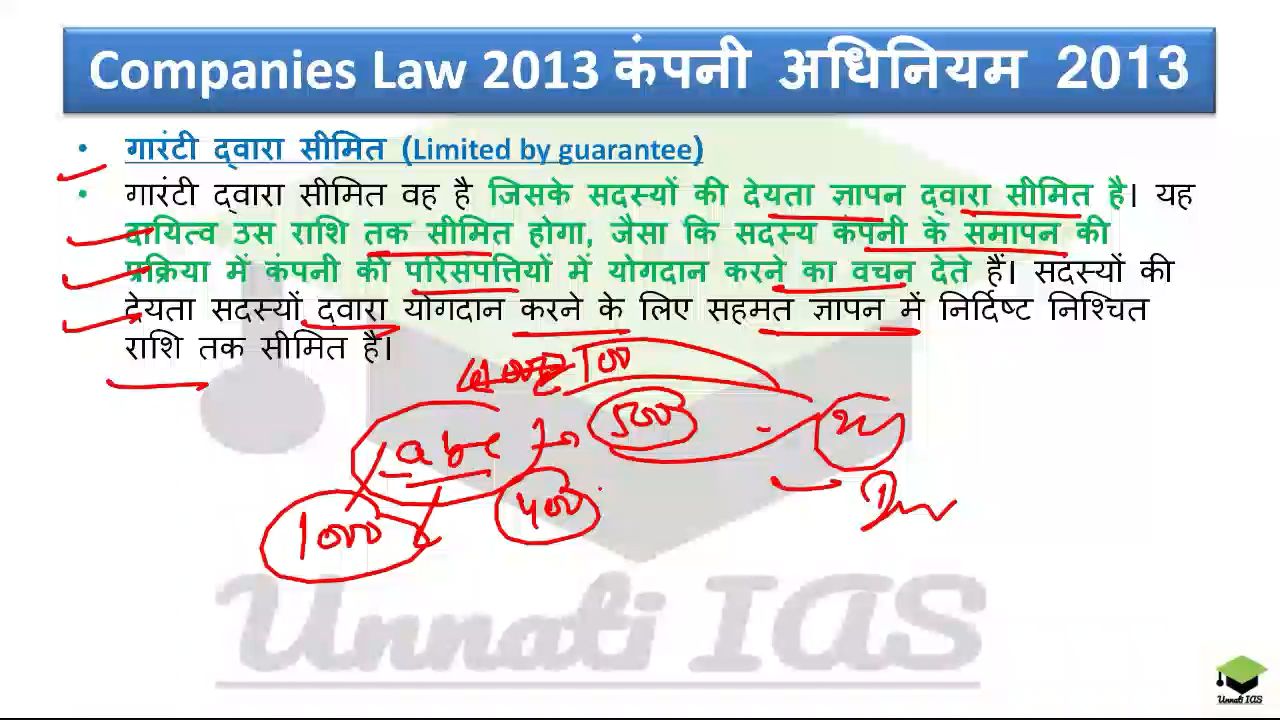 Companies Law 2013 कंपनी अधिनियम 2013
• गारंटी द्वारा सीमित (Limited by guarantee)
• गारंटी द्वारा सीमित वह है जिसके सदस्यों की देयता ज्ञापन द्वारा सीमित है। यह
दायित्व उस राशि तक सीमित होगा, जैसा कि सदस्य कंपनी के समापन की
प्रक्रिया में कंपनी की परिसंपत्तियों में योगदान करने का वचन देते हैं। सदस्यों की
देयता सदस्यों द्वारा योगदान करने के लिए सहमत ज्ञापन में निर्दिष्ट निश्चित
राशि तक सीमित है।
100
abc 500
1000 400
Unnati IAS
Unnati IAS